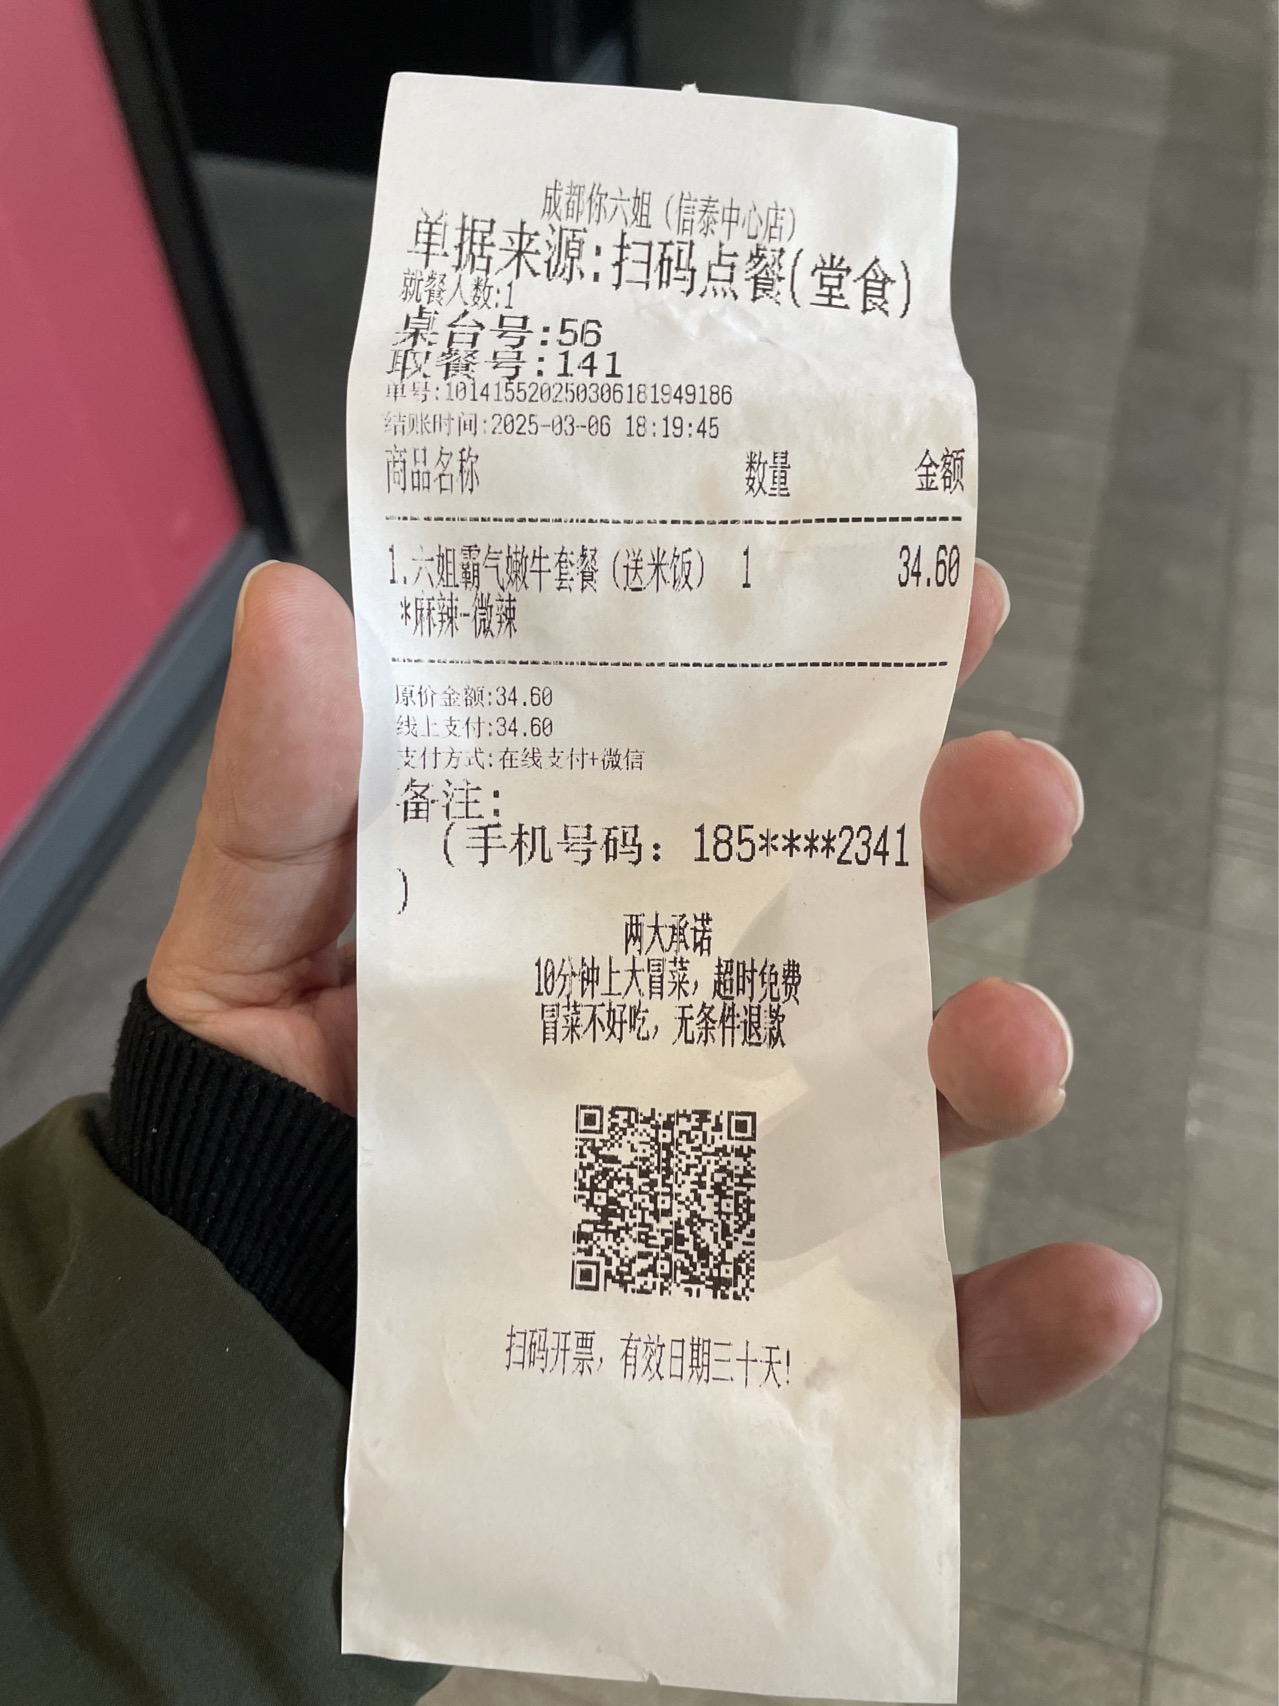 成都你六姐（信泰中心店）
单据来源:扫码点餐(堂食)
就餐人数:1
桌台号:56
取餐号:141
单号:10141552025030618194​9186
结账时间:2025-03-06 18:19:45
商品名称 数量 金额
1.六姐霸气嫩牛套餐（送米饭） 1 34.60
*麻辣-微辣
原价金额:34.60
线上支付:34.60
支付方式:在线支付+微信
备注:
（手机号码：185****2341
）
两大承诺
10分钟上大冒菜，超时免费
冒菜不好吃，无条件退款
扫码开票，有效日期三十天!